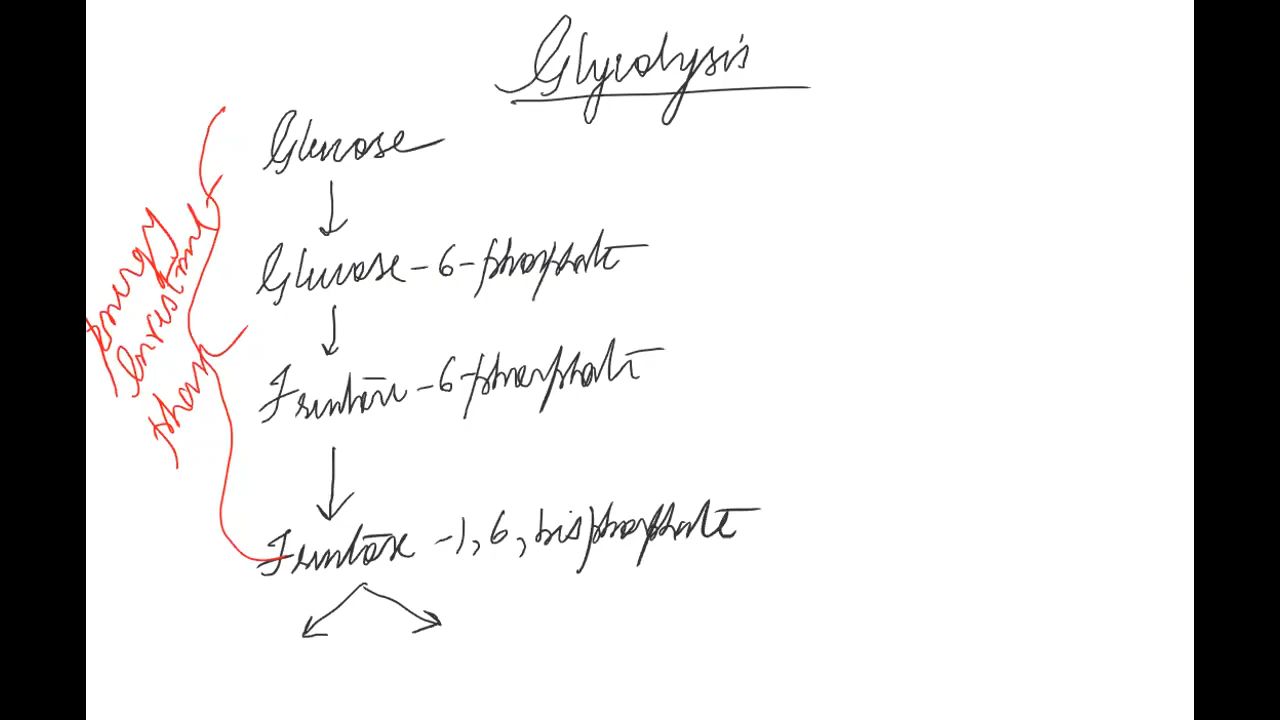 Glycolysis
Glucose
Glucose-6-phosphate
Energy
Investment
phase
Fructose-6-phosphate
Fructose-1,6,bisphosphate